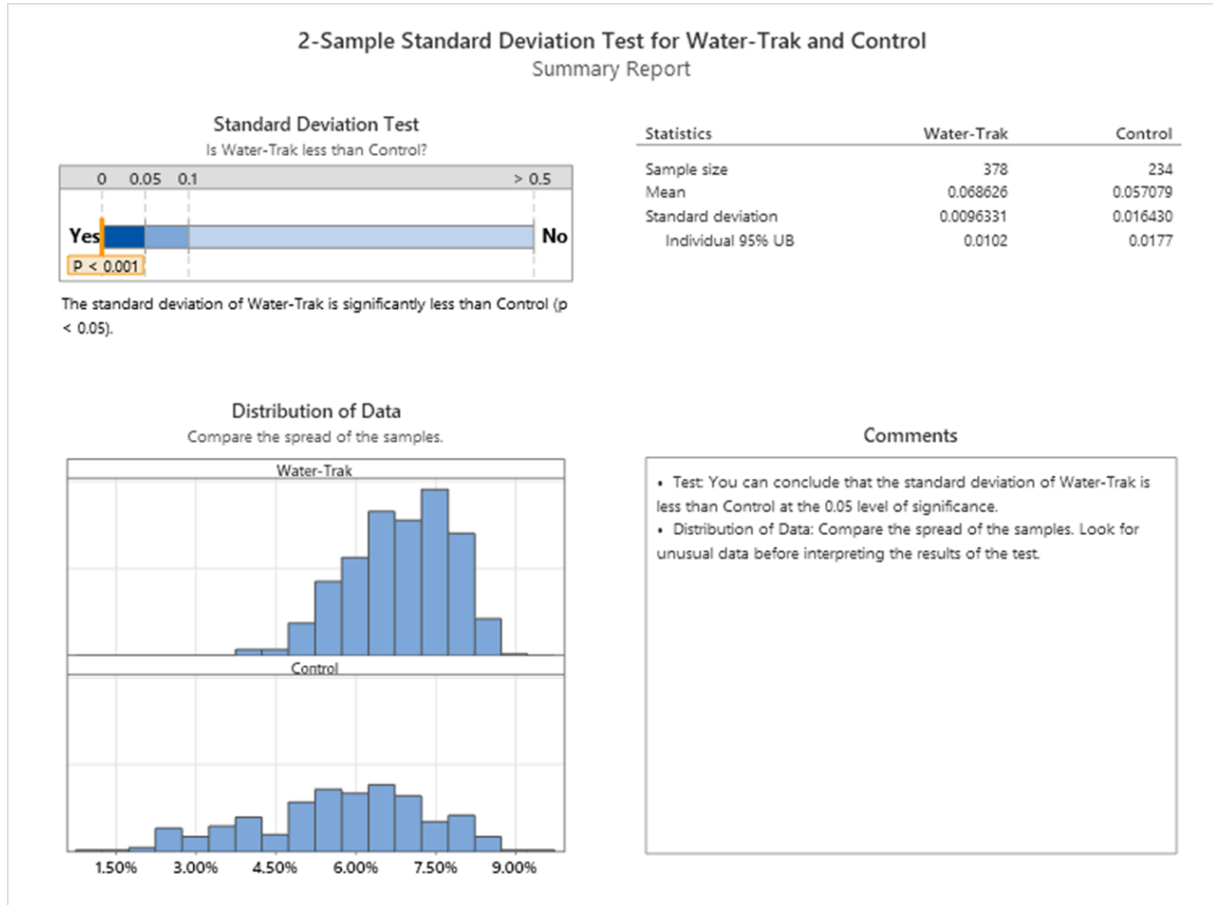 2-Sample Standard Deviation Test for Water-Trak and Control
Summary Report
Standard Deviation Test
Is Water-Trak less than Control?
0 0.05 0.1 > 0.5
Yes No
P < 0.001
The standard deviation of Water-Trak is significantly less than Control (p
< 0.05).
Statistics Water-Trak Control
Sample size 378 234
Mean 0.068626 0.057079
Standard deviation 0.0096331 0.016430
Individual 95% UB 0.0102 0.0177
Distribution of Data
Compare the spread of the samples.
Water-Trak
Control
1.50% 3.00% 4.50% 6.00% 7.50% 9.00%
Comments
• Test: You can conclude that the standard deviation of Water-Trak is
less than Control at the 0.05 level of significance.
• Distribution of Data: Compare the spread of the samples. Look for
unusual data before interpreting the results of the test.